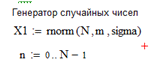 Генератор случайных чисел
X1 := rnorm(N,m,sigma)
n := 0..N − 1